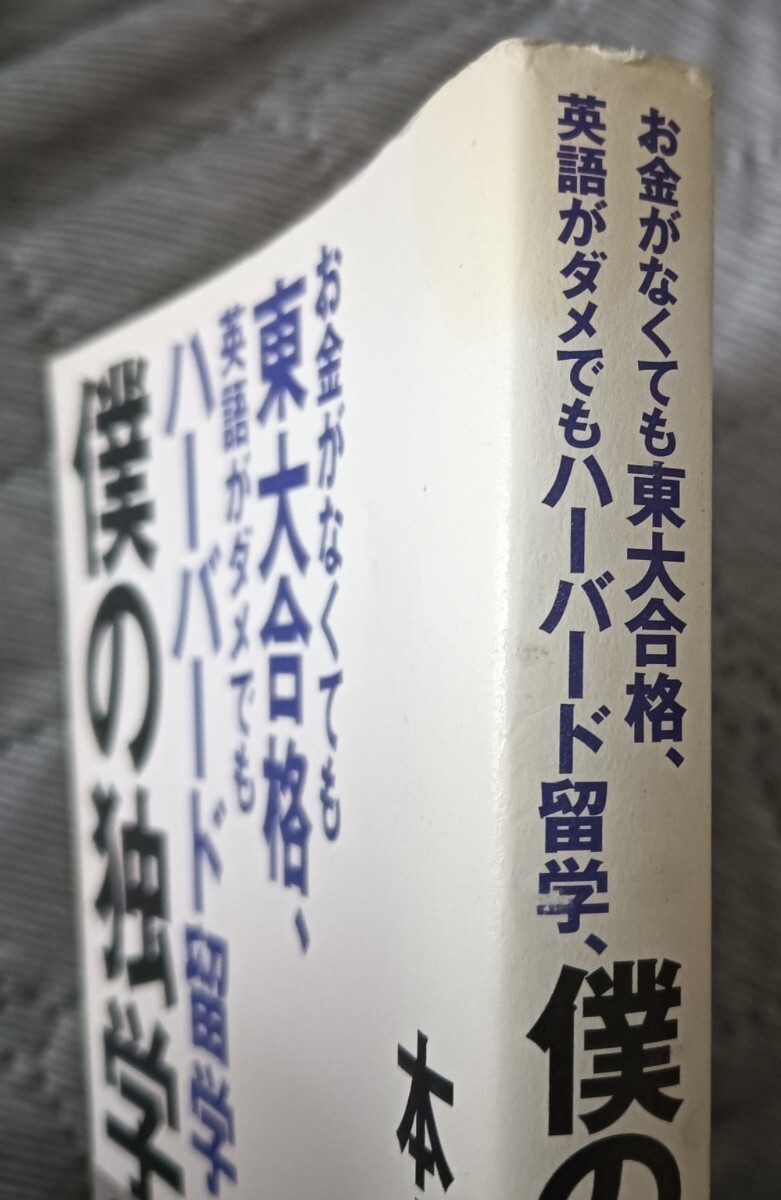 お金がなくても東大合格、
英語がダメでもハーバード留学、
僕の
お金がなくても
東大合格、
英語がダメでも
ハーバード留学
僕の独学
本